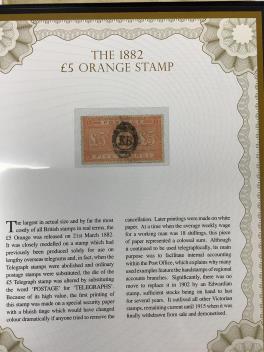 THE 1882
£5 ORANGE STAMP
£5
£5
The largest in actual size and by far the most
costly of all British stamps in real terms, the
£5 Orange was released on 21st March 1882.
It was closely modelled on a stamp which had
previously been produced solely for use on
lengthy overseas telegrams and, in fact, when the
Telegraph stamps were abolished and ordinary
postage stamps were substituted, the die of the
£5 Telegraph stamp was altered by substituting
the word "POSTAGE" for "TELEGRAPHS".
Because of its high value, the first printing of
this stamp was made on a special security paper
with a bluish tinge which would have changed
colour dramatically if anyone tried to remove the
cancellation. Later printings were made on white
paper. At a time when the average weekly wage
for a working man was 18 shillings, this tiny
piece of paper represented a colossal sum. Although
it continued to be used telegraphically, its main
purpose was to facilitate internal accounting
within the Post Office, which explains why many
used examples feature the handstamps of regional
accounts branches. Significantly, there was no
move to replace it in 1902 by an Edwardian
stamp, sufficient stocks being on hand to last
for several years. It outlived all other Victorian
stamps, remaining current until 1915 when it was
finally withdrawn from sale and demonetised.